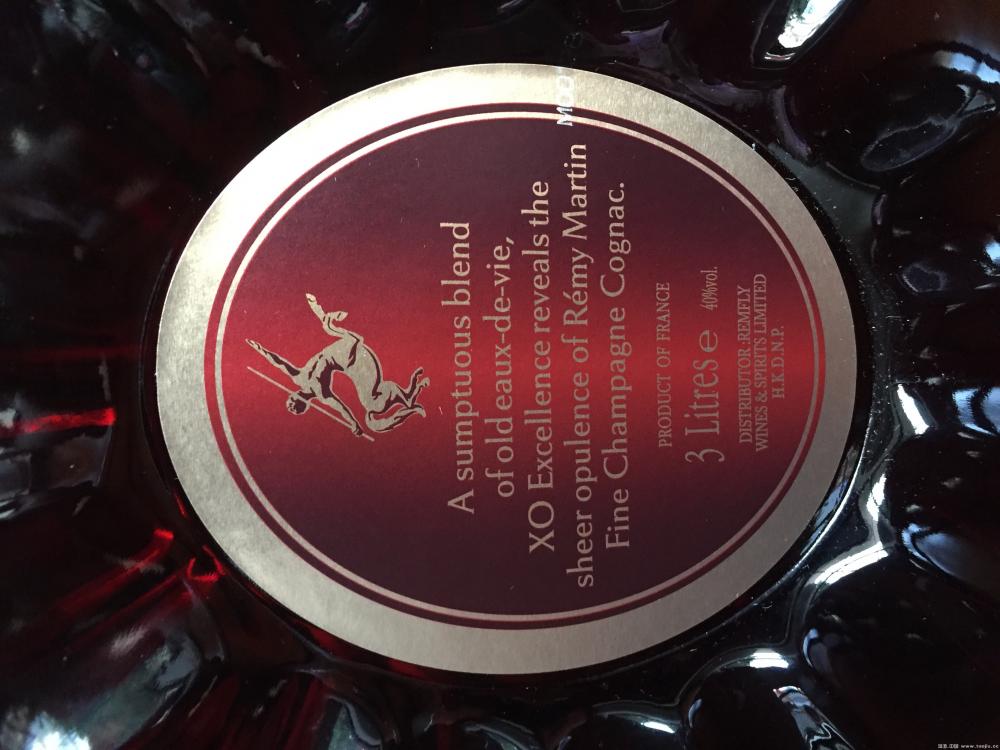 A sumptuous blend
of old eaux-de-vie,
XO Excellence reveals the
sheer opulence of Rémy Martin
Fine Champagne Cognac.
PRODUCT OF FRANCE
3 Litres e 40%vol.
DISTRIBUTOR:REMFLY
WINES & SPIRITS LIMITED
H.K.D.N.P.